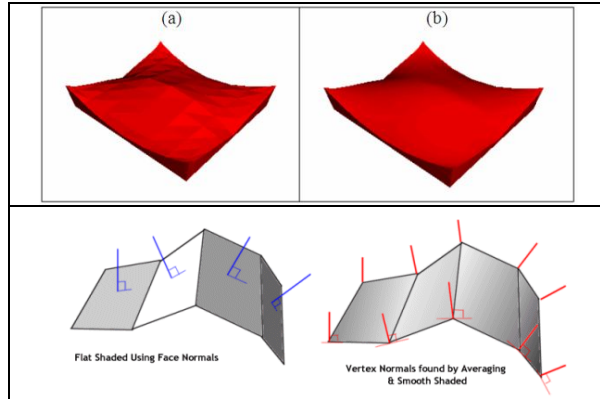 (a)
(b)
Flat Shaded Using Face Normals
Vertex Normals found by Averaging
& Smooth Shaded